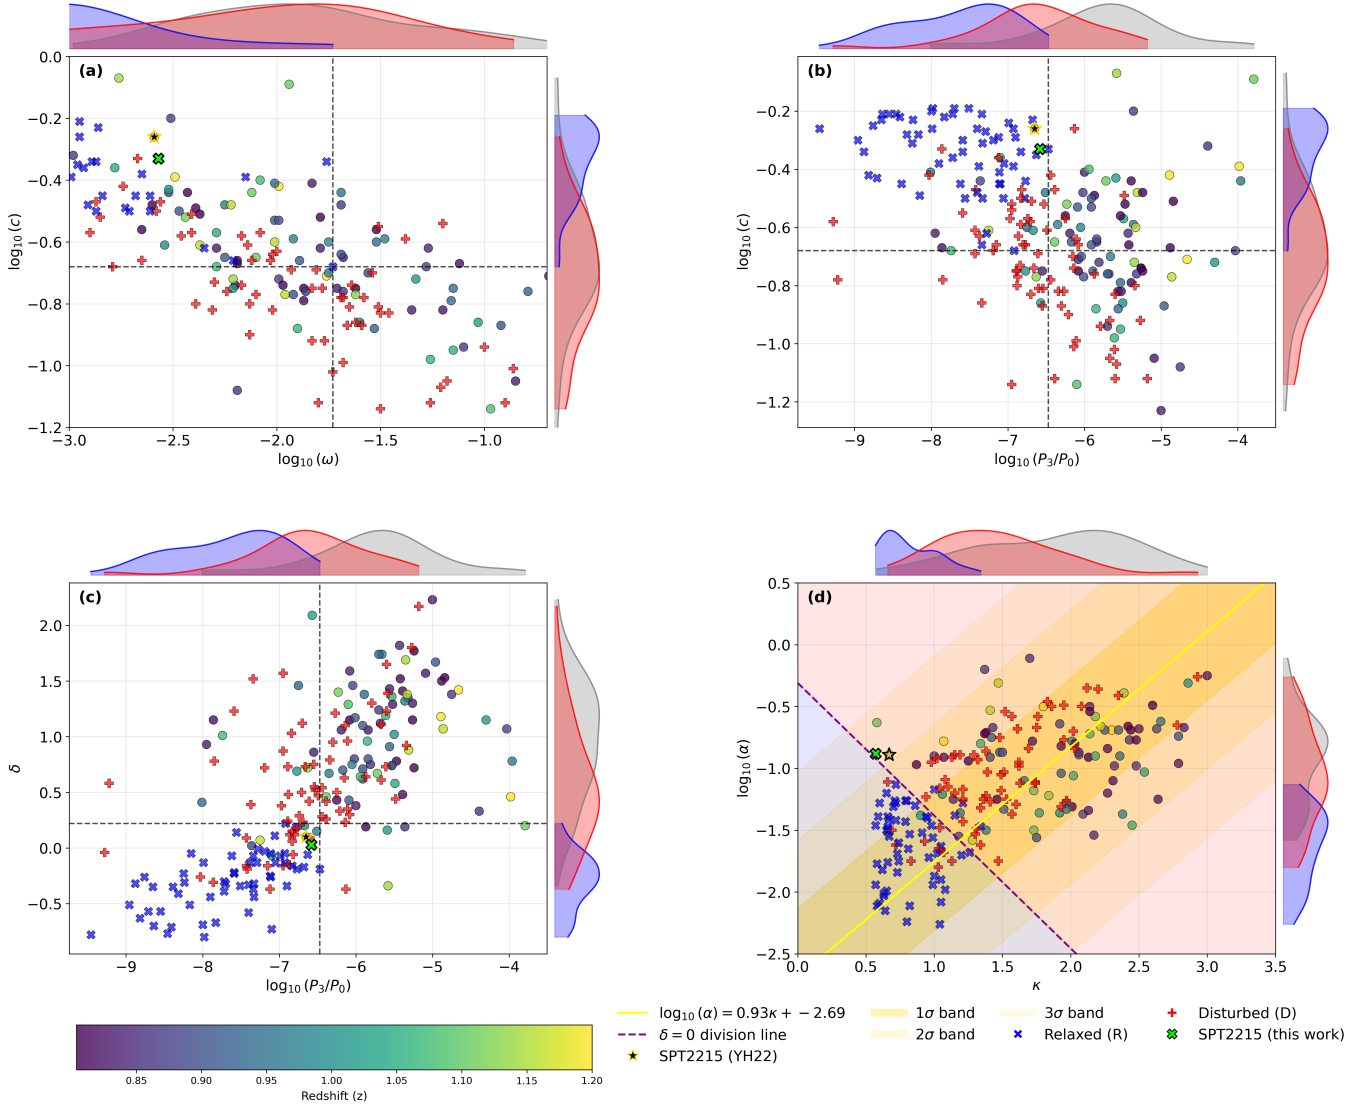 (a)
0.0
−0.2
−0.4
−0.6
−0.8
−1.0
−1.2
log₁₀(c)
−3.0 −2.5 −2.0 −1.5 −1.0
log₁₀(ω)
(b)
−0.2
−0.4
−0.6
−0.8
−1.0
−1.2
log₁₀(c)
−9 −8 −7 −6 −5 −4
log₁₀(P₃/P₀)
(c)
2.0
1.5
1.0
0.5
0.0
−0.5
δ
−9 −8 −7 −6 −5 −4
log₁₀(P₃/P₀)
(d)
0.5
0.0
−0.5
−1.0
−1.5
−2.0
−2.5
log₁₀(α)
0.0 0.5 1.0 1.5 2.0 2.5 3.0 3.5
κ
0.85 0.90 0.95 1.00 1.05 1.10 1.15 1.20
Redshift (z)
log₁₀(α) = 0.93κ + −2.69
δ = 0 division line
SPT2215 (YH22)
1σ band
2σ band
3σ band
Relaxed (R)
Disturbed (D)
SPT2215 (this work)